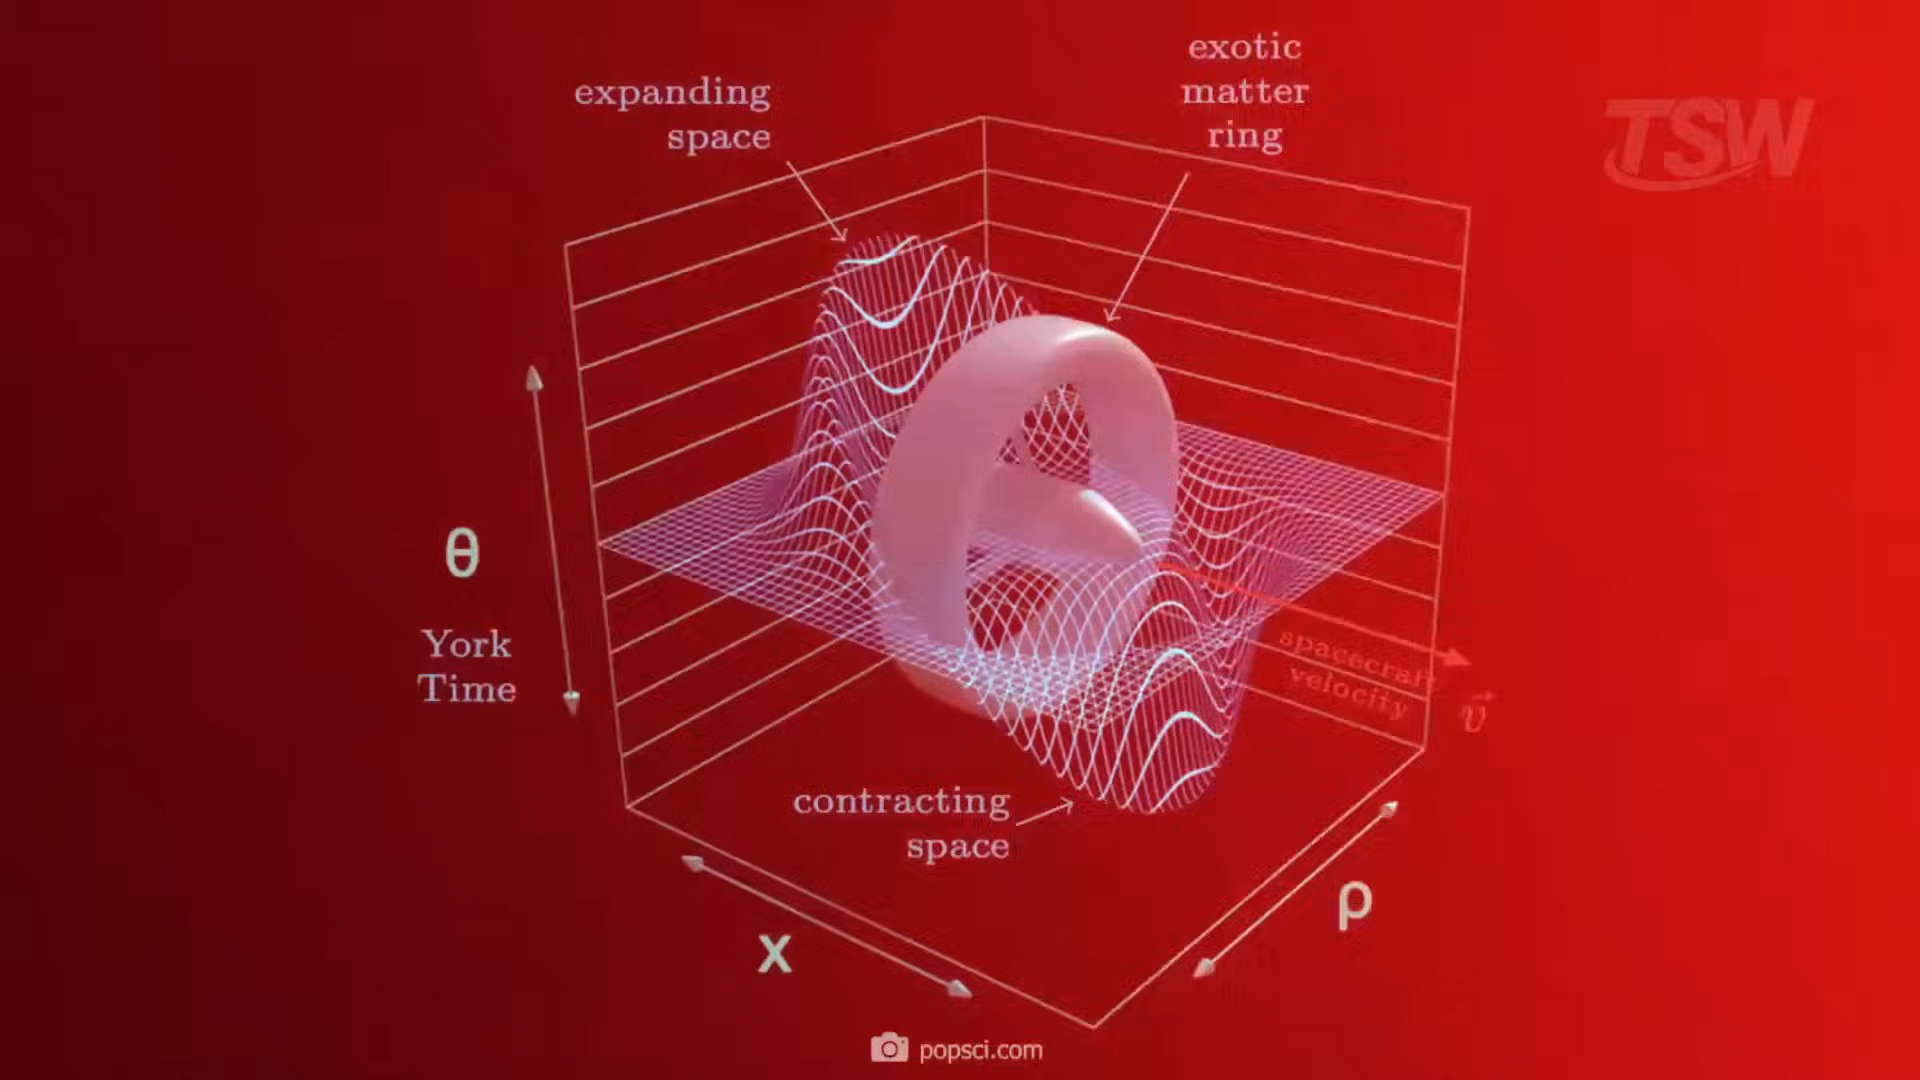 exotic
matter
ring
expanding
space
TSW
θ
York
Time
spacecraft
velocity
v⃗
contracting
space
ρ
x
popsci.com